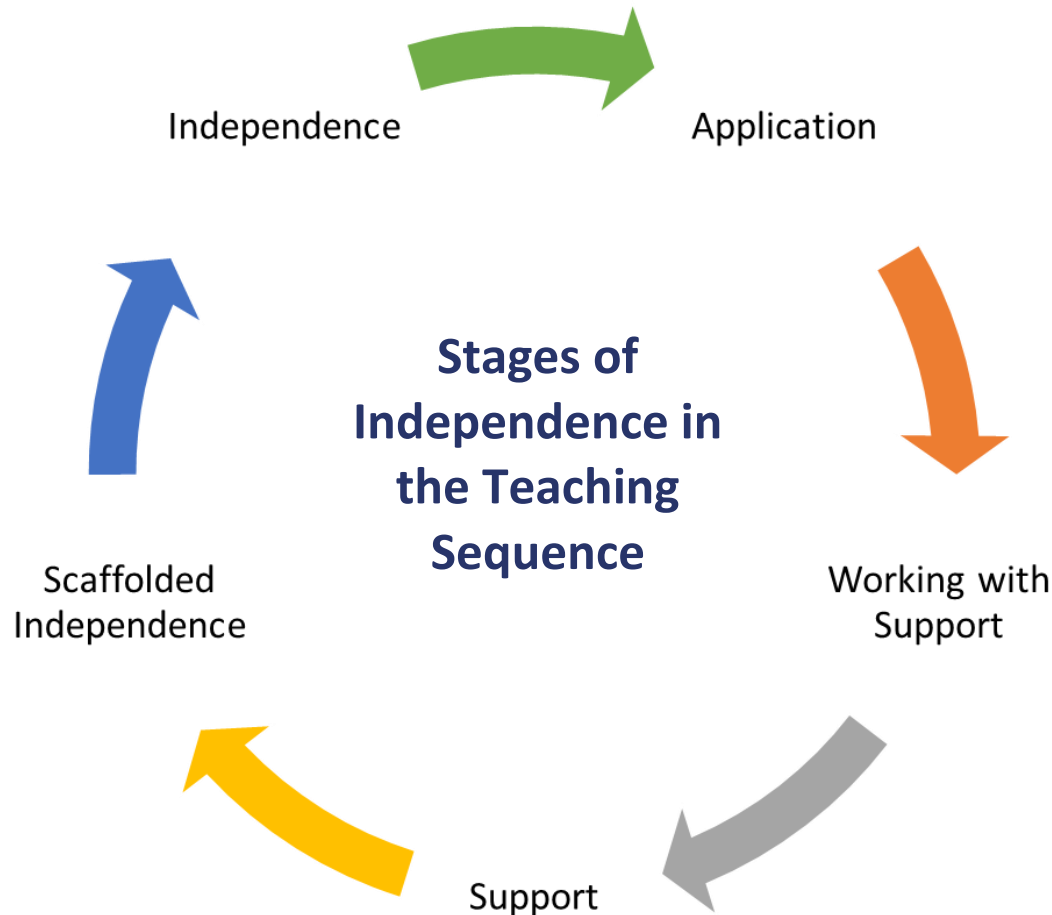 Independence
Application
Stages of
Independence in
the Teaching
Sequence
Scaffolded
Independence
Working with
Support
Support